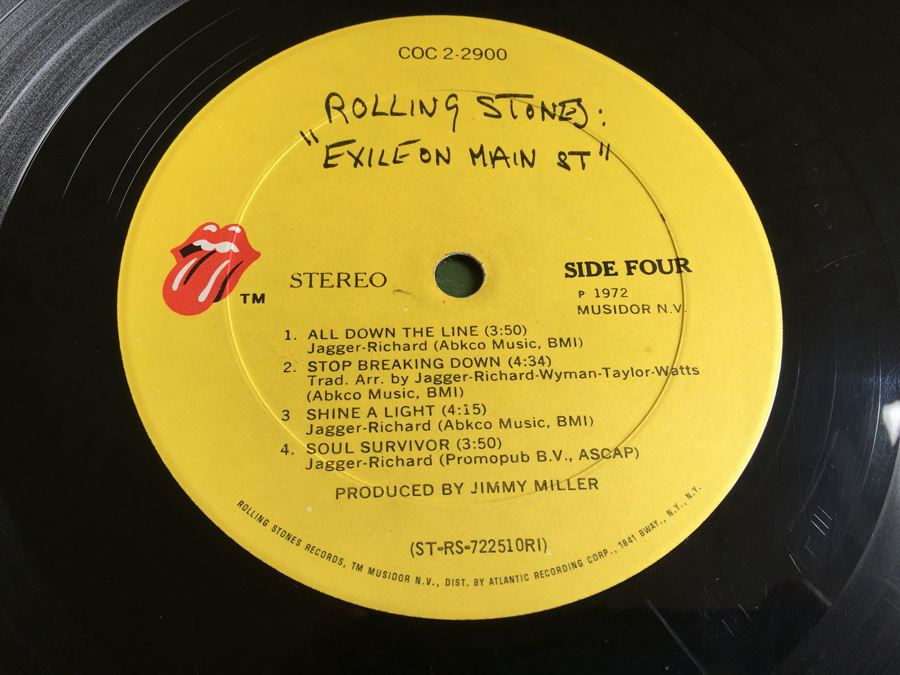 COC 2-2900
ROLLING STONES:
"EXILE ON MAIN ST"
TM
STEREO
SIDE FOUR
P 1972
MUSIDOR N.V.
1. ALL DOWN THE LINE (3:50)
Jagger-Richard (Abkco Music, BMI)
2. STOP BREAKING DOWN (4:34)
Trad. Arr. by Jagger-Richard-Wyman-Taylor-Watts
(Abkco Music, BMI)
3 SHINE A LIGHT (4:15)
Jagger-Richard (Abkco Music, BMI)
4. SOUL SURVIVOR (3:50)
Jagger-Richard (Promopub B.V., ASCAP)
PRODUCED BY JIMMY MILLER
(ST-RS-722510RI)
ROLLING STONES RECORDS, TM MUSIDOR N.V., DIST. BY ATLANTIC RECORDING CORP., 1841 BWAY., N.Y., N.Y.